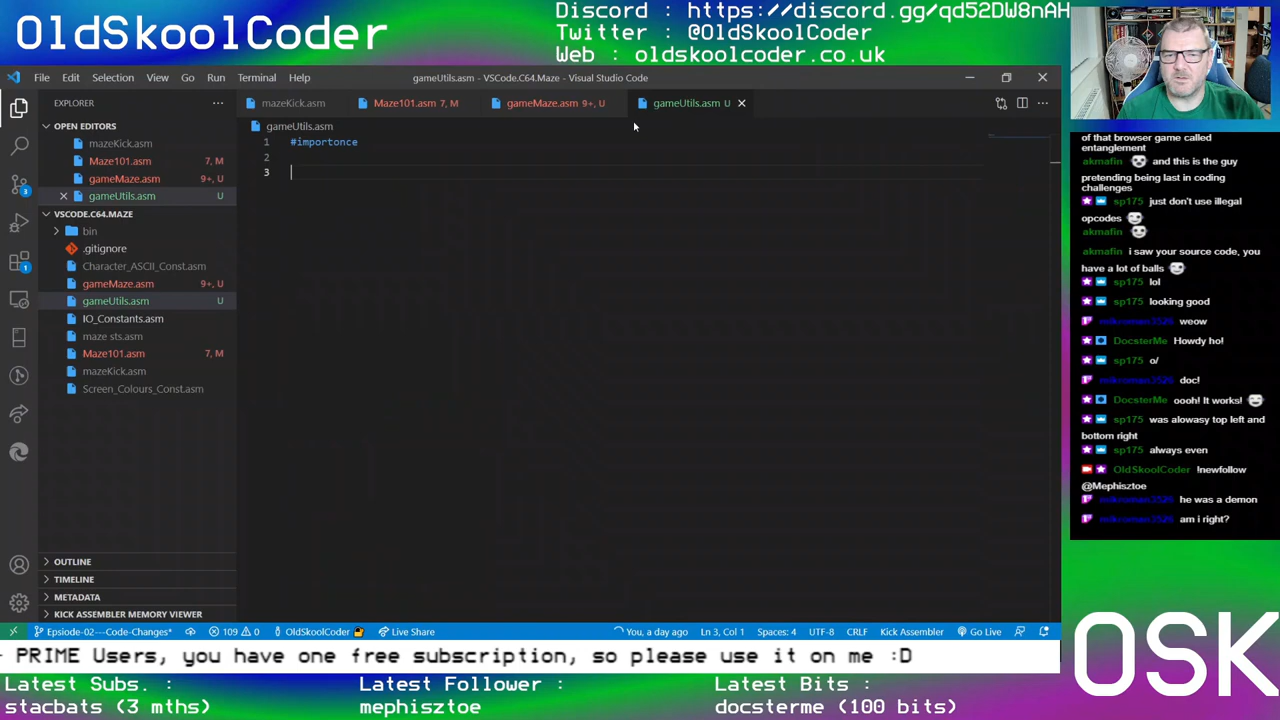 OldSkoolCoder
Discord : https://discord.gg/qd52DW8nAH
Twitter : @OldSkoolCoder
Web : oldskoolcoder.co.uk
File Edit Selection View Go Run Terminal Help
gameUtils.asm - VSCode.C64.Maze - Visual Studio Code
EXPLORER
mazeKick.asm
Maze101.asm 7, M
gameMaze.asm 9+, U
gameUtils.asm U
OPEN EDITORS
mazeKick.asm
Maze101.asm 7, M
gameMaze.asm 9+, U
gameUtils.asm U
VSCODE.C64.MAZE
bin
.gitignore
Character_ASCII_Const.asm
gameMaze.asm 9+, U
gameUtils.asm U
IO_Constants.asm
maze sts.asm
Maze101.asm 7, M
mazeKick.asm
Screen_Colours_Const.asm
3
1
OUTLINE
TIMELINE
METADATA
KICK ASSEMBLER MEMORY VIEWER
gameUtils.asm
1 #importonce
2
3
Epsiode-02---Code-Changes* 109 0 OldSkoolCoder Live Share You, a day ago Ln 3, Col 1 Spaces: 4 UTF-8 CRLF Kick Assembler Go Live
of that browser game called
entanglement
akmafin and this is the guy
pretending being last in coding
challenges
sp175 just don't use illegal
opcodes
akmafin
akmafin i saw your source code, you
have a lot of balls
sp175 lol
sp175 looking good
weow
DocsterMe Howdy ho!
sp175 o/
doc!
DocsterMe oooh! It works!
sp175 was alowasy top left and
bottom right
sp175 always even
OldSkoolCoder !newfollow
@Mephisztoe
he was a demon
am i right?
- PRIME Users, you have one free subscription, so please use it on me :D
Latest Subs. :
stacbats (3 mths)
Latest Follower :
mephisztoe
Latest Bits :
docsterme (100 bits)
OSK